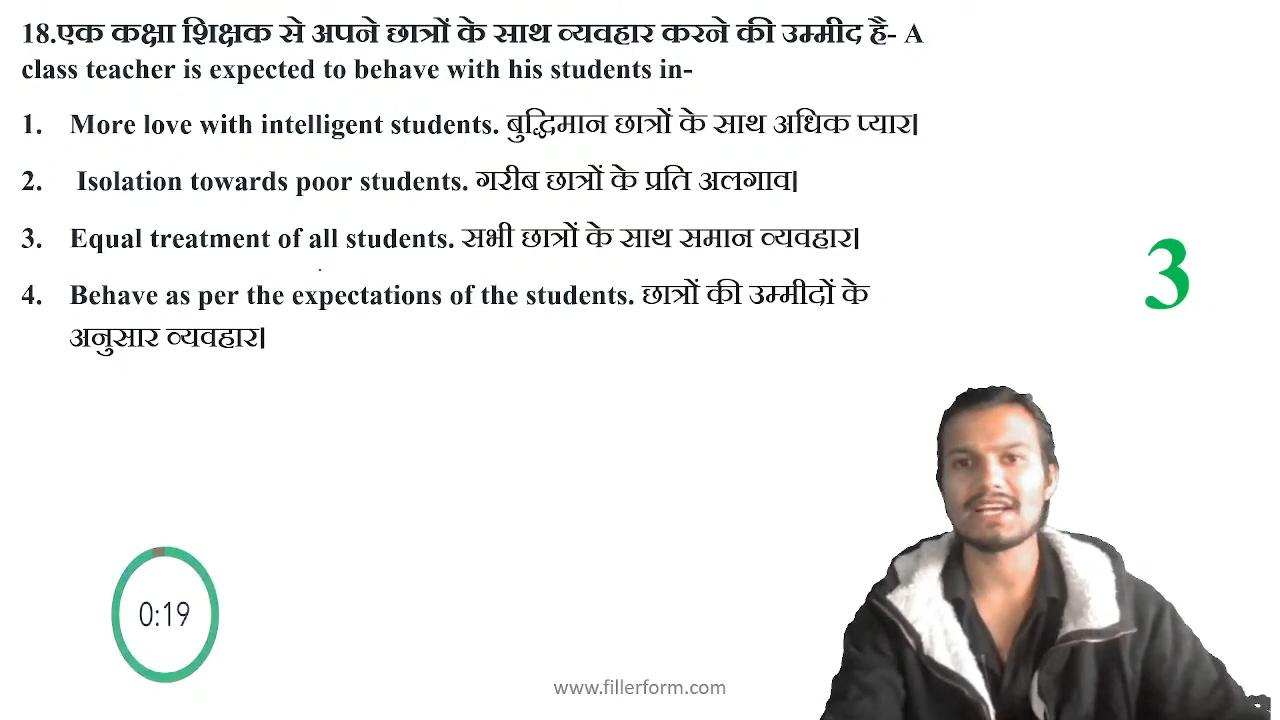 18.एक कक्षा शिक्षक से अपने छात्रों के साथ व्यवहार करने की उम्मीद है- A
class teacher is expected to behave with his students in-
1. More love with intelligent students. बुद्धिमान छात्रों के साथ अधिक प्यार।
2. Isolation towards poor students. गरीब छात्रों के प्रति अलगाव।
3. Equal treatment of all students. सभी छात्रों के साथ समान व्यवहार।
4. Behave as per the expectations of the students. छात्रों की उम्मीदों के
अनुसार व्यवहार।
3
0:19
www.fillerform.com